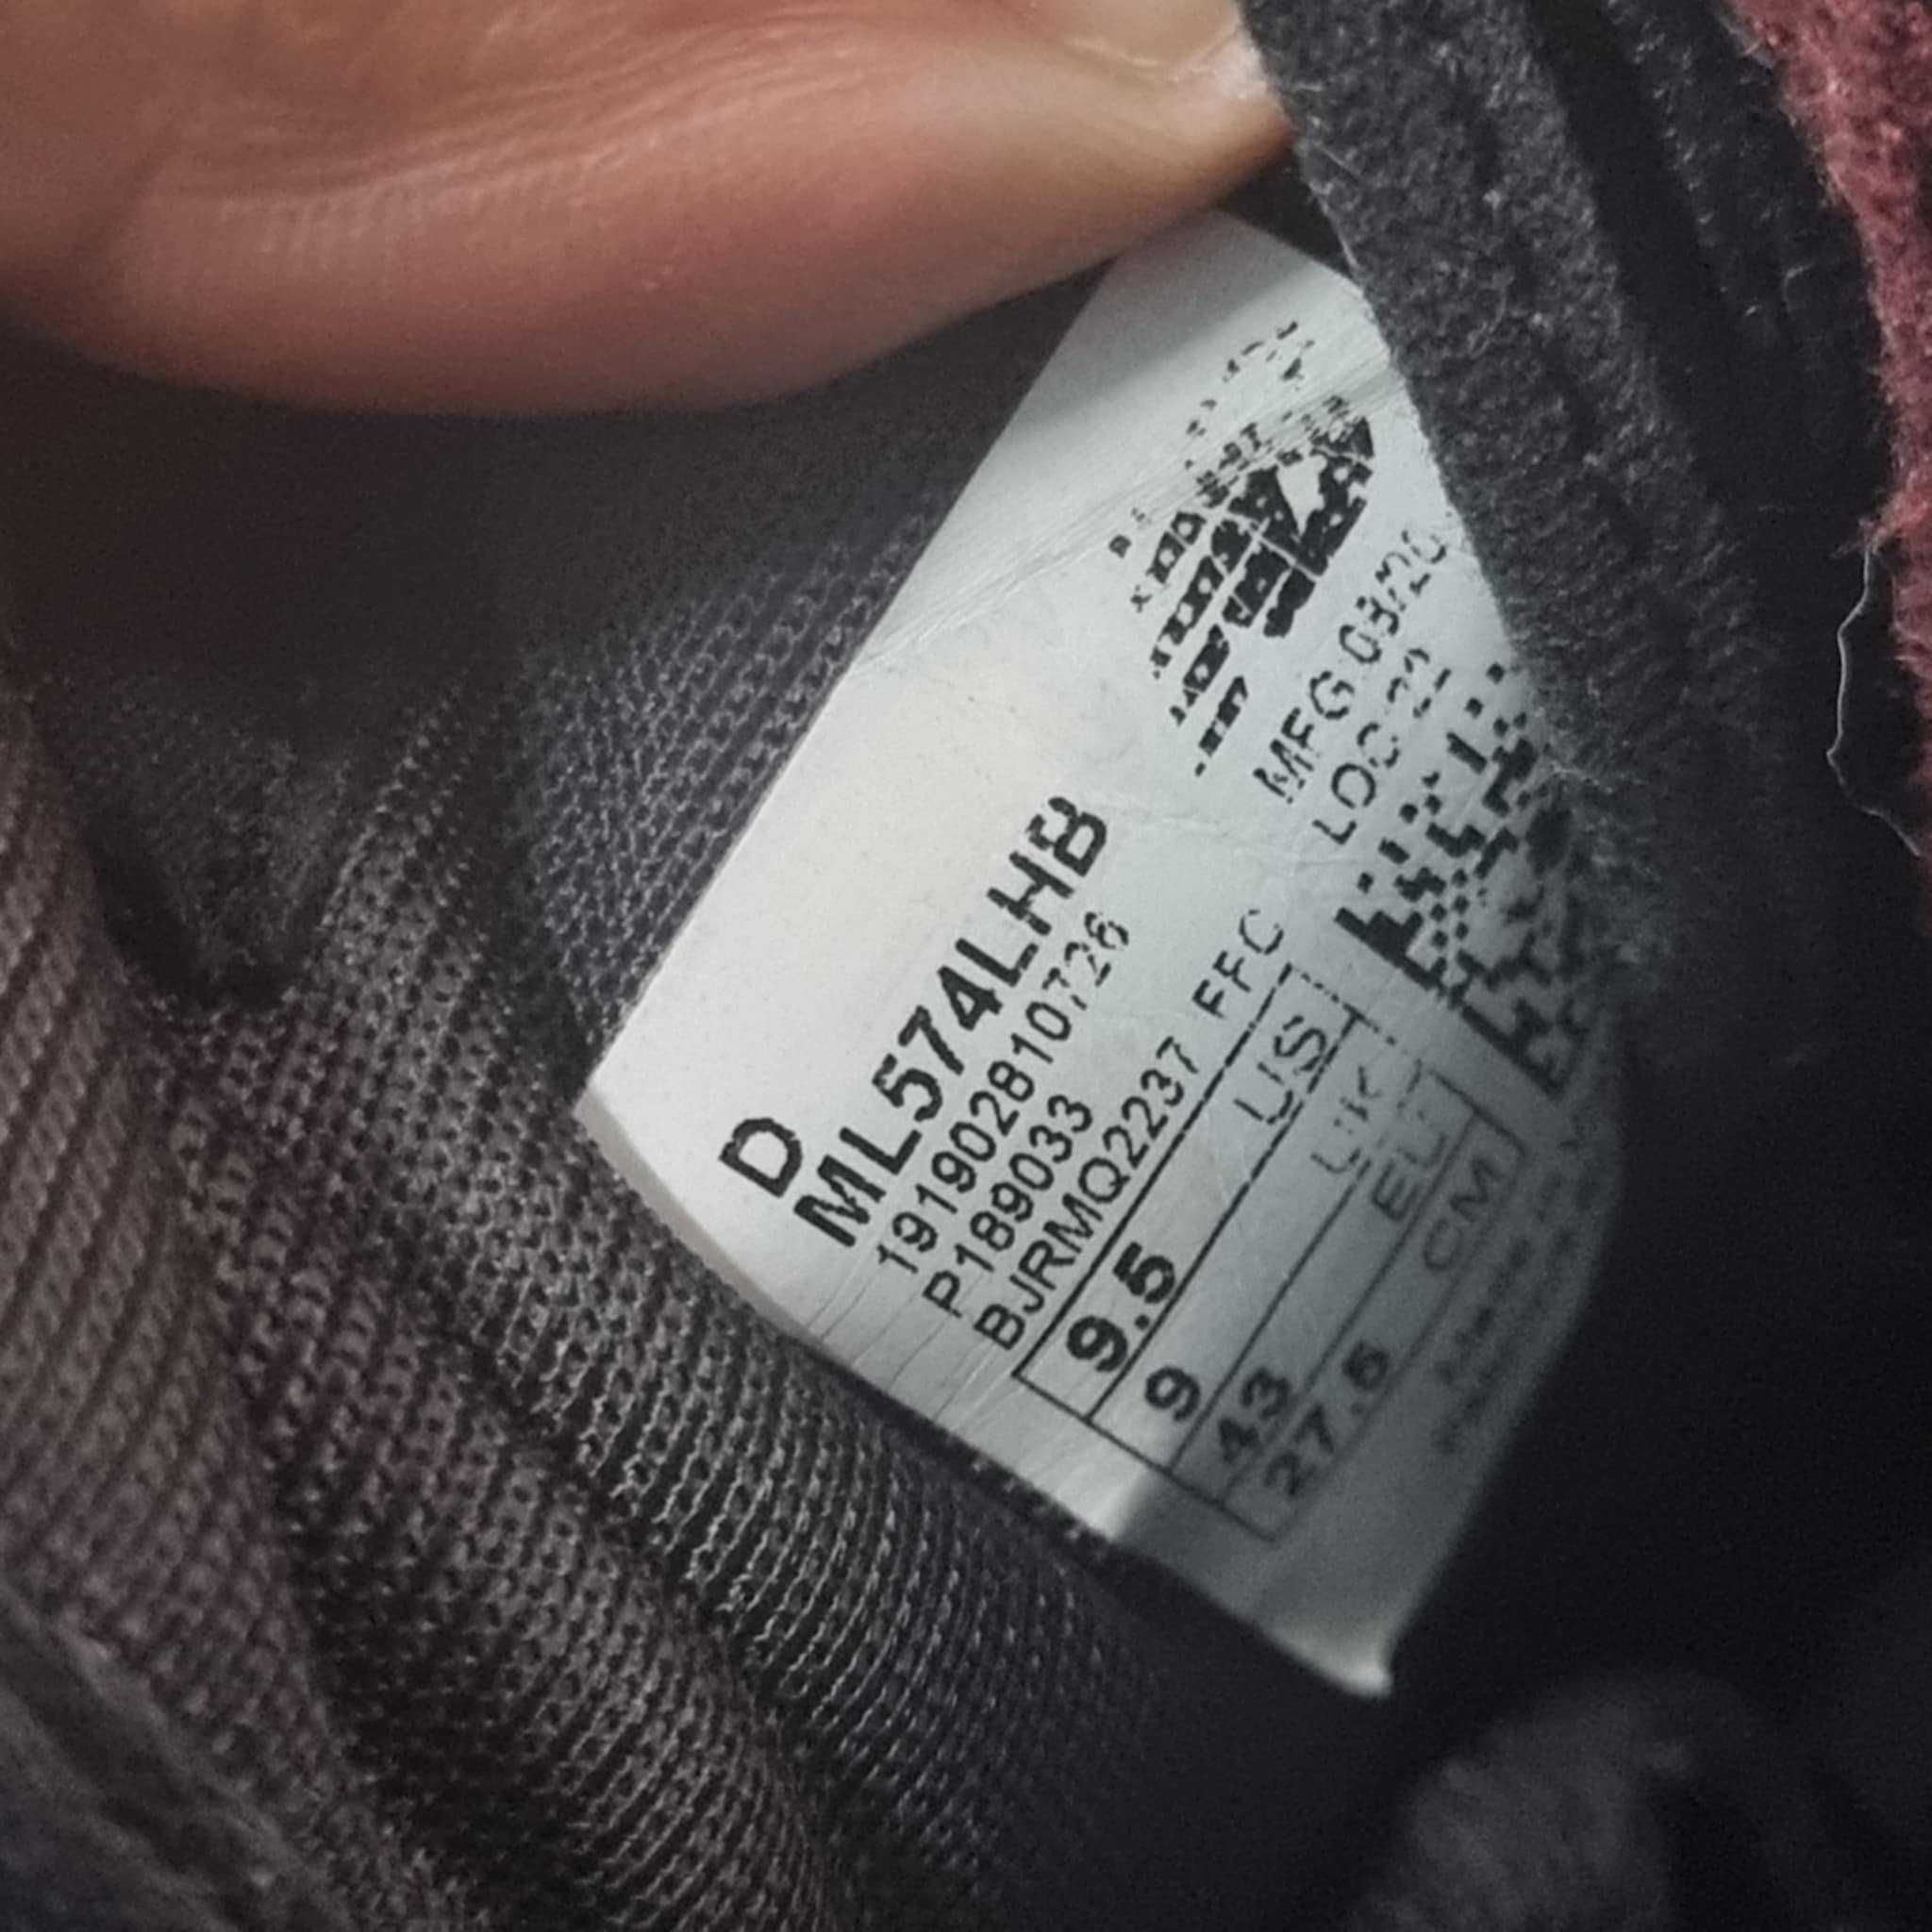 D
ML574LHB
191902810726
P189033
BJRMQ2237 FFC
9.5 US
9 UK
43 EU
27.5 CM
MFG 03/20